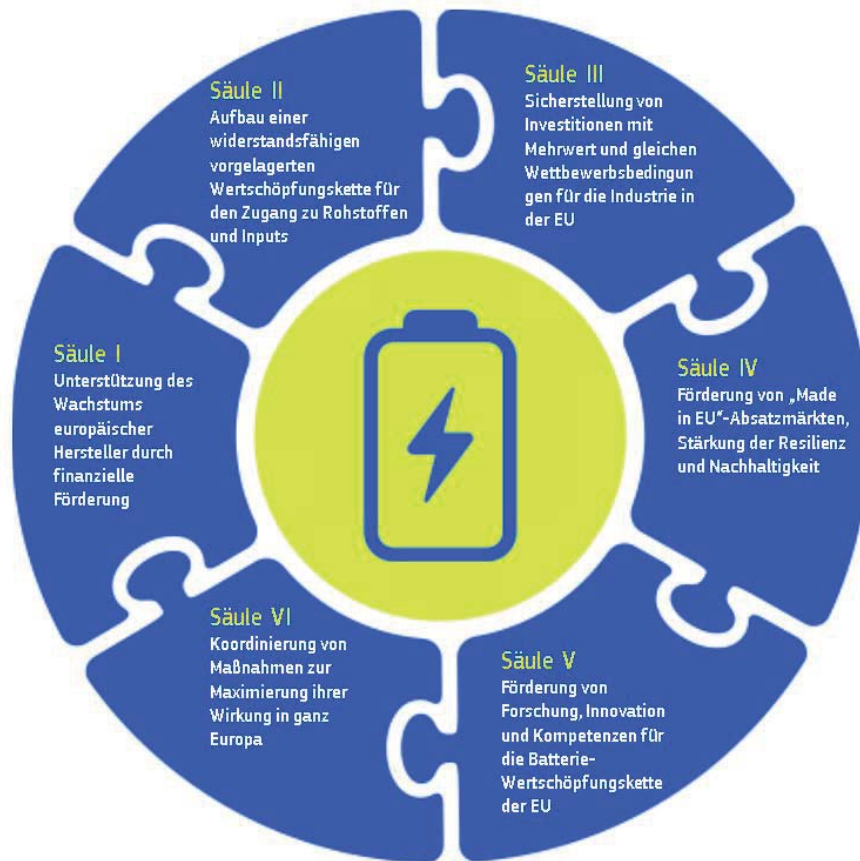 Säule I
Unterstützung des
Wachstums
europäischer
Hersteller durch
finanzielle
Förderung
Säule II
Aufbau einer
widerstandsfähigen
vorgelagerten
Wertschöpfungskette für
den Zugang zu Rohstoffen
und Inputs
Säule III
Sicherstellung von
Investitionen mit
Mehrwert und gleichen
Wettbewerbsbedingun
gen für die Industrie in
der EU
Säule IV
Förderung von „Made
in EU“-Absatzmärkten,
Stärkung der Resilienz
und Nachhaltigkeit
Säule V
Förderung von
Forschung, Innovation
und Kompetenzen für
die Batterie-
Wertschöpfungskette
der EU
Säule VI
Koordinierung von
Maßnahmen zur
Maximierung ihrer
Wirkung in ganz
Europa